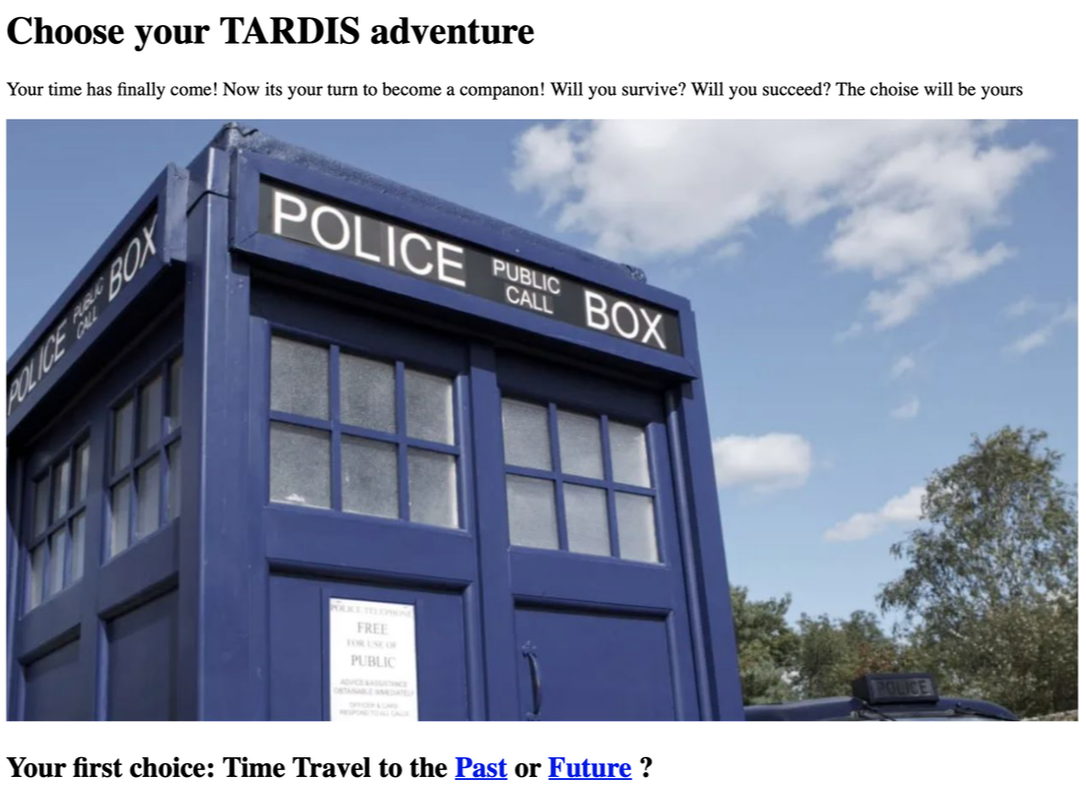 Choose your TARDIS adventure
Your time has finally come! Now its your turn to become a companon! Will you survive? Will you succeed? The choise will be yours
POLICE PUBLIC CALL BOX
POLICE PUBLIC CALL BOX
POLICE TELEPHONE
FREE
FOR USE OF
PUBLIC
ADVICE & ASSISTANCE
OBTAINABLE IMMEDIATELY
OFFICER & CARS
RESPOND TO ALL CALLS
POLICE
Your first choice: Time Travel to the Past or Future ?